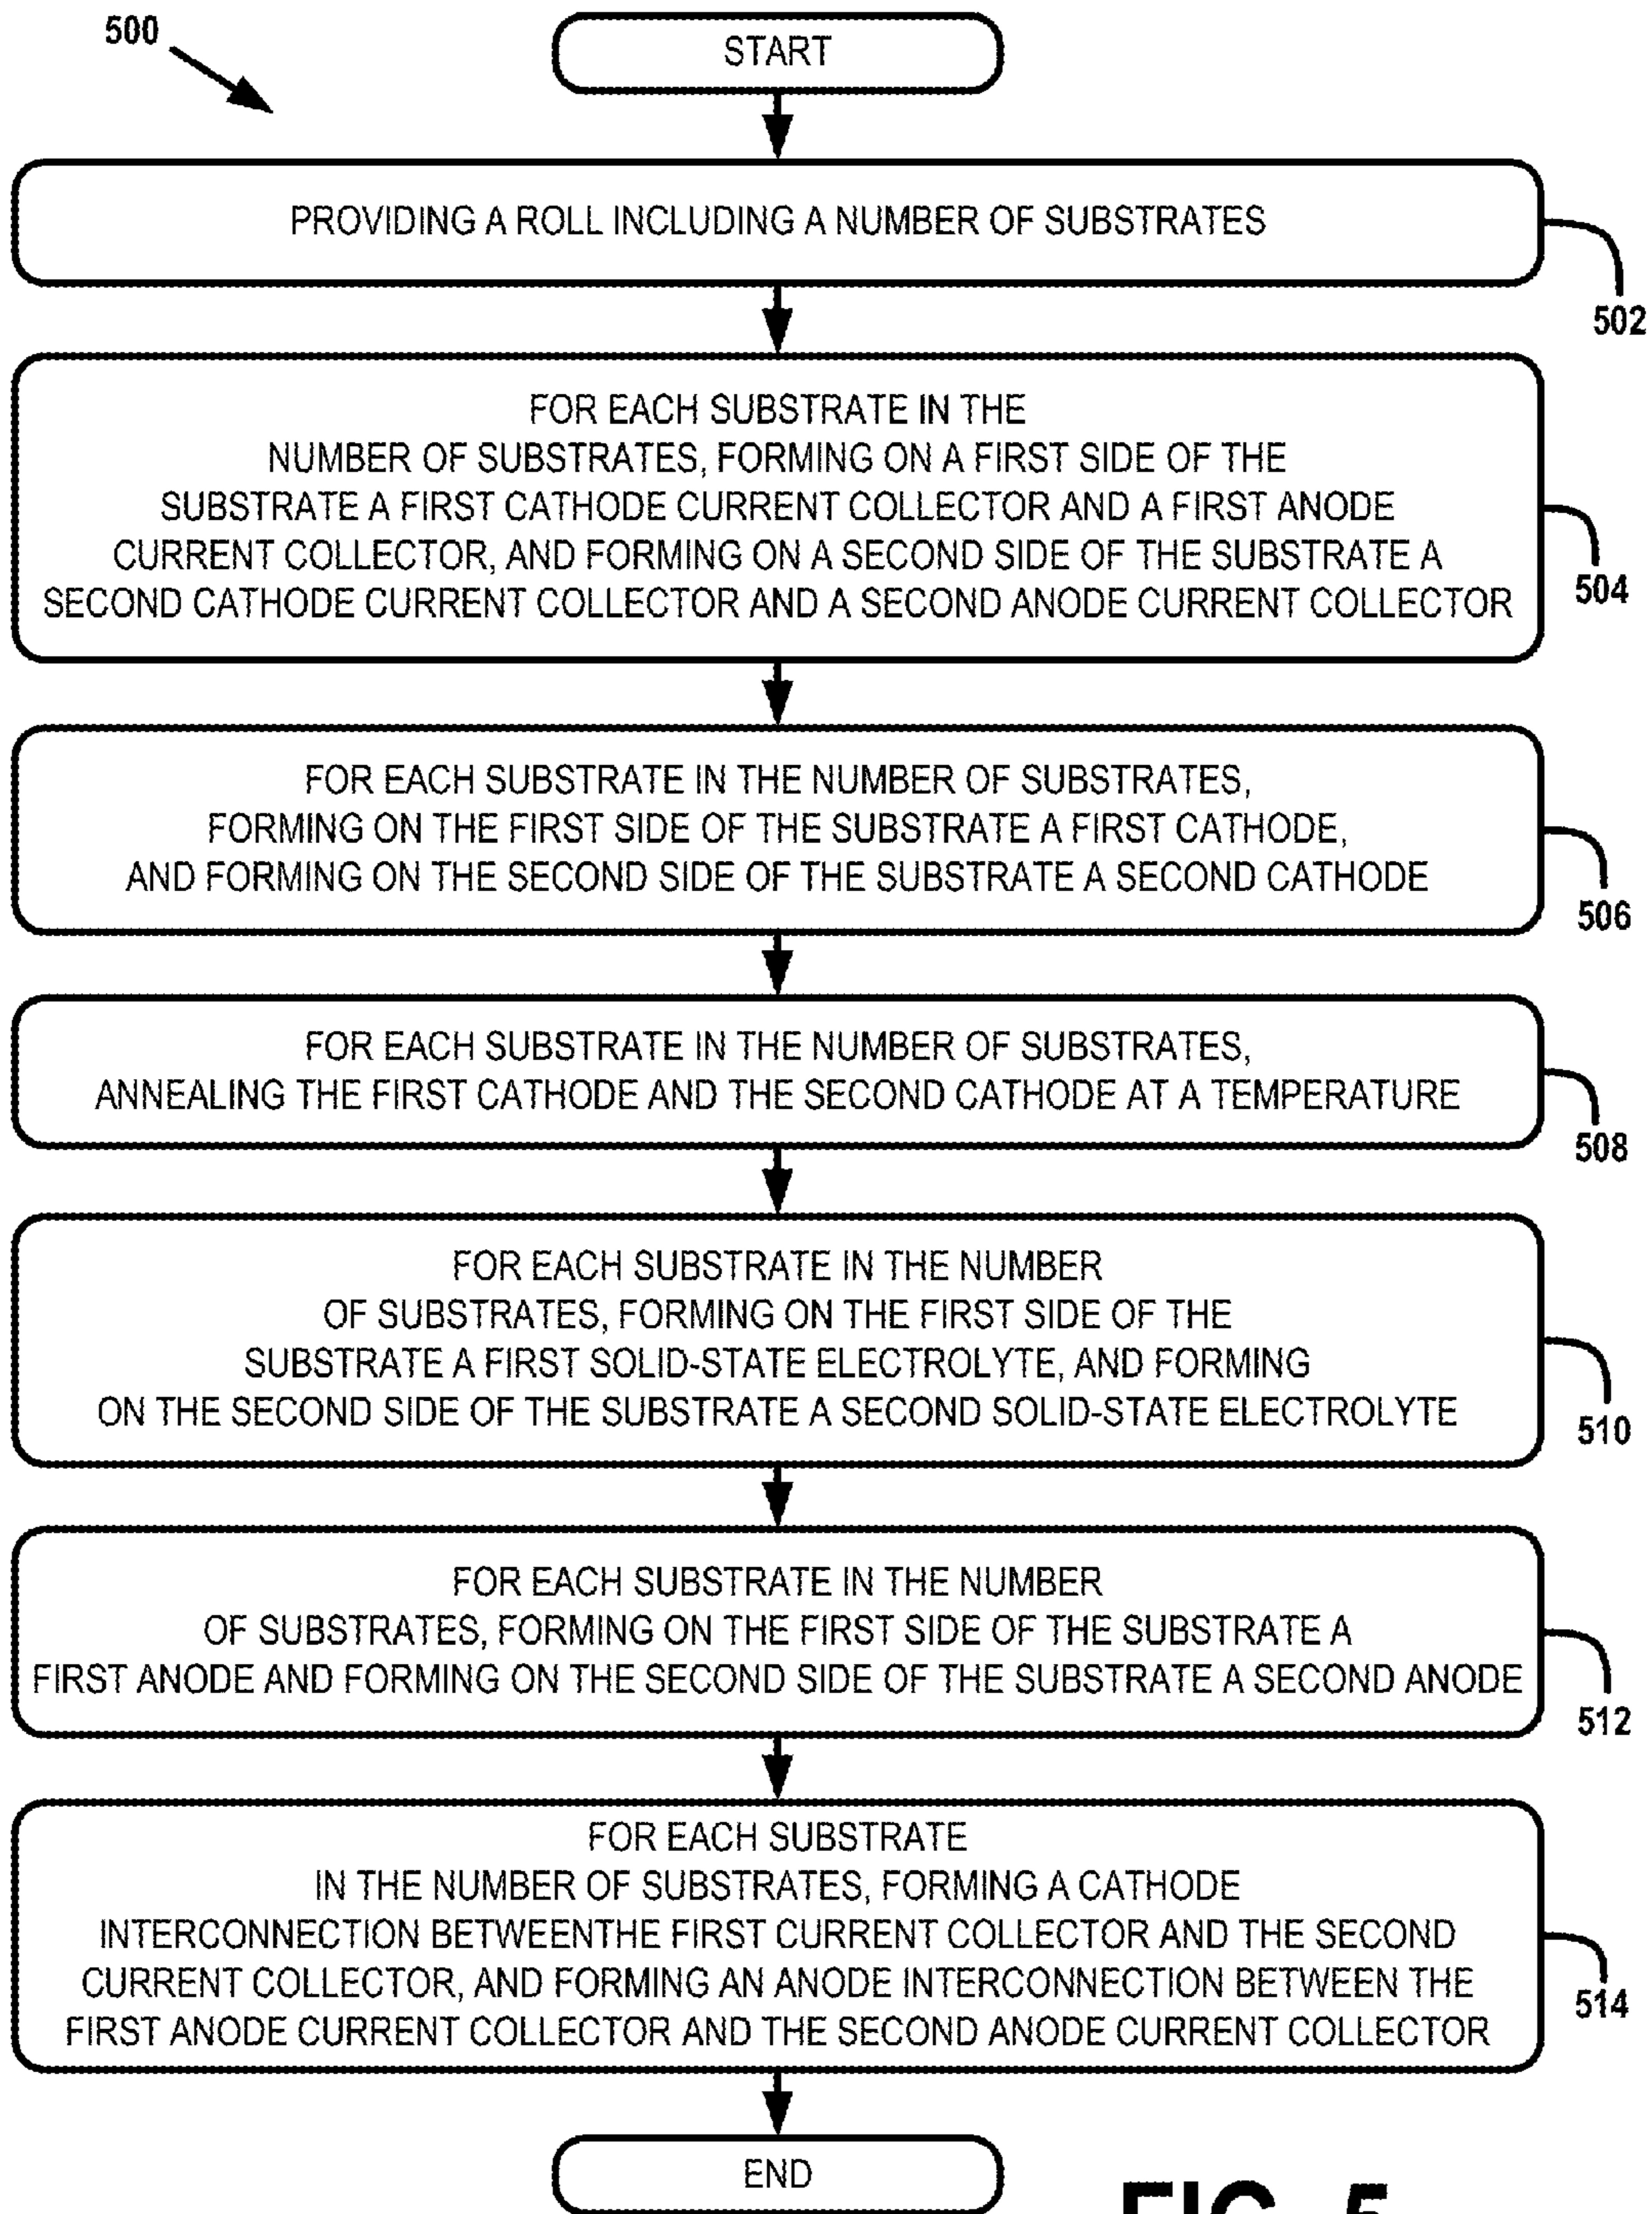 500
START
PROVIDING A ROLL INCLUDING A NUMBER OF SUBSTRATES
502
FOR EACH SUBSTRATE IN THE
NUMBER OF SUBSTRATES, FORMING ON A FIRST SIDE OF THE
SUBSTRATE A FIRST CATHODE CURRENT COLLECTOR AND A FIRST ANODE
CURRENT COLLECTOR, AND FORMING ON A SECOND SIDE OF THE SUBSTRATE A
SECOND CATHODE CURRENT COLLECTOR AND A SECOND ANODE CURRENT COLLECTOR
504
FOR EACH SUBSTRATE IN THE NUMBER OF SUBSTRATES,
FORMING ON THE FIRST SIDE OF THE SUBSTRATE A FIRST CATHODE,
AND FORMING ON THE SECOND SIDE OF THE SUBSTRATE A SECOND CATHODE
506
FOR EACH SUBSTRATE IN THE NUMBER OF SUBSTRATES,
ANNEALING THE FIRST CATHODE AND THE SECOND CATHODE AT A TEMPERATURE
508
FOR EACH SUBSTRATE IN THE NUMBER
OF SUBSTRATES, FORMING ON THE FIRST SIDE OF THE
SUBSTRATE A FIRST SOLID-STATE ELECTROLYTE, AND FORMING
ON THE SECOND SIDE OF THE SUBSTRATE A SECOND SOLID-STATE ELECTROLYTE
510
FOR EACH SUBSTRATE IN THE NUMBER
OF SUBSTRATES, FORMING ON THE FIRST SIDE OF THE SUBSTRATE A
FIRST ANODE AND FORMING ON THE SECOND SIDE OF THE SUBSTRATE A SECOND ANODE
512
FOR EACH SUBSTRATE
IN THE NUMBER OF SUBSTRATES, FORMING A CATHODE
INTERCONNECTION BETWEENTHE FIRST CURRENT COLLECTOR AND THE SECOND
CURRENT COLLECTOR, AND FORMING AN ANODE INTERCONNECTION BETWEEN THE
FIRST ANODE CURRENT COLLECTOR AND THE SECOND ANODE CURRENT COLLECTOR
514
END
FIG. 5